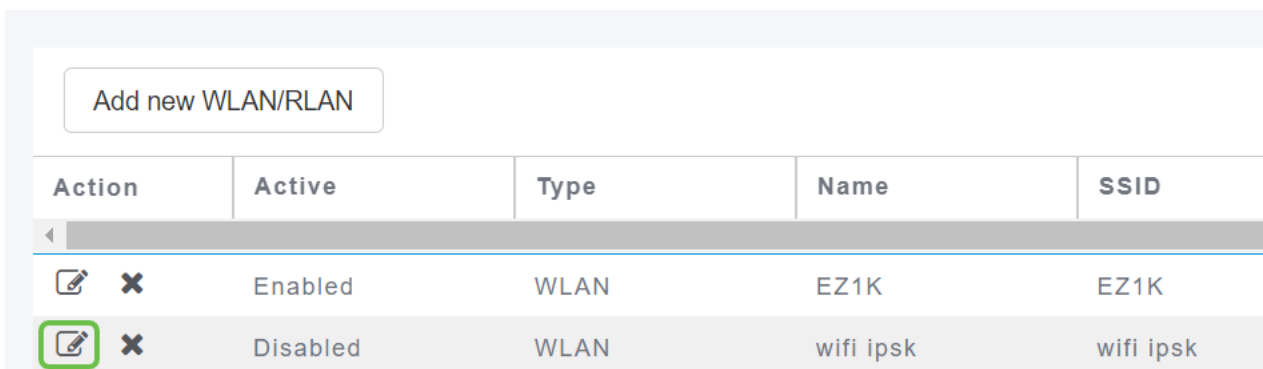 Add new WLAN/RLAN
Action Active Type Name SSID
Enabled WLAN EZ1K EZ1K
Disabled WLAN wifi ipsk wifi ipsk